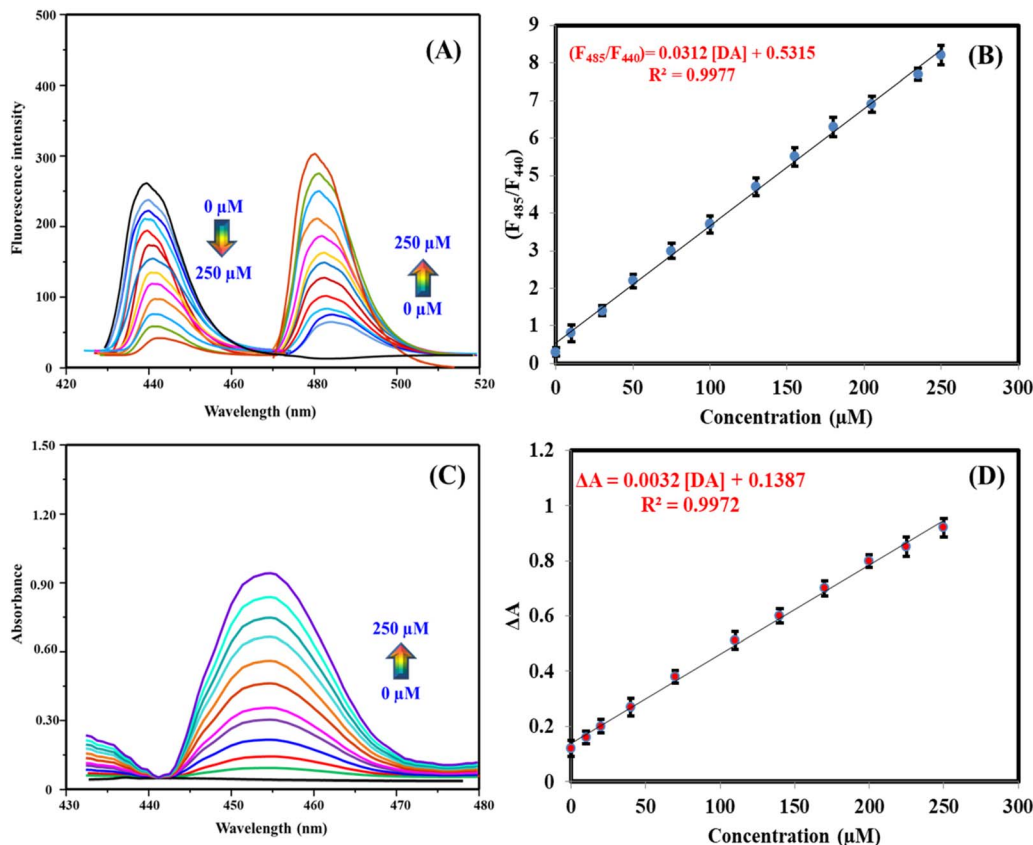 (A)
500
400
300
200
100
0
Fluorescence intensity
0 µM
250 µM
250 µM
0 µM
420 440 460 480 500 520
Wavelength (nm)
(B)
(F485/F440)= 0.0312 [DA] + 0.5315
R² = 0.9977
9
8
7
6
5
4
3
2
1
0
(F485/F440)
0 50 100 150 200 250 300
Concentration (µM)
(C)
1.50
1.20
0.90
0.60
0.30
0
Absorbance
250 µM
0 µM
430 440 450 460 470 480
Wavelength (nm)
(D)
ΔA = 0.0032 [DA] + 0.1387
R² = 0.9972
1.2
1
0.8
0.6
0.4
0.2
0
ΔA
0 50 100 150 200 250 300
Concentration (µM)